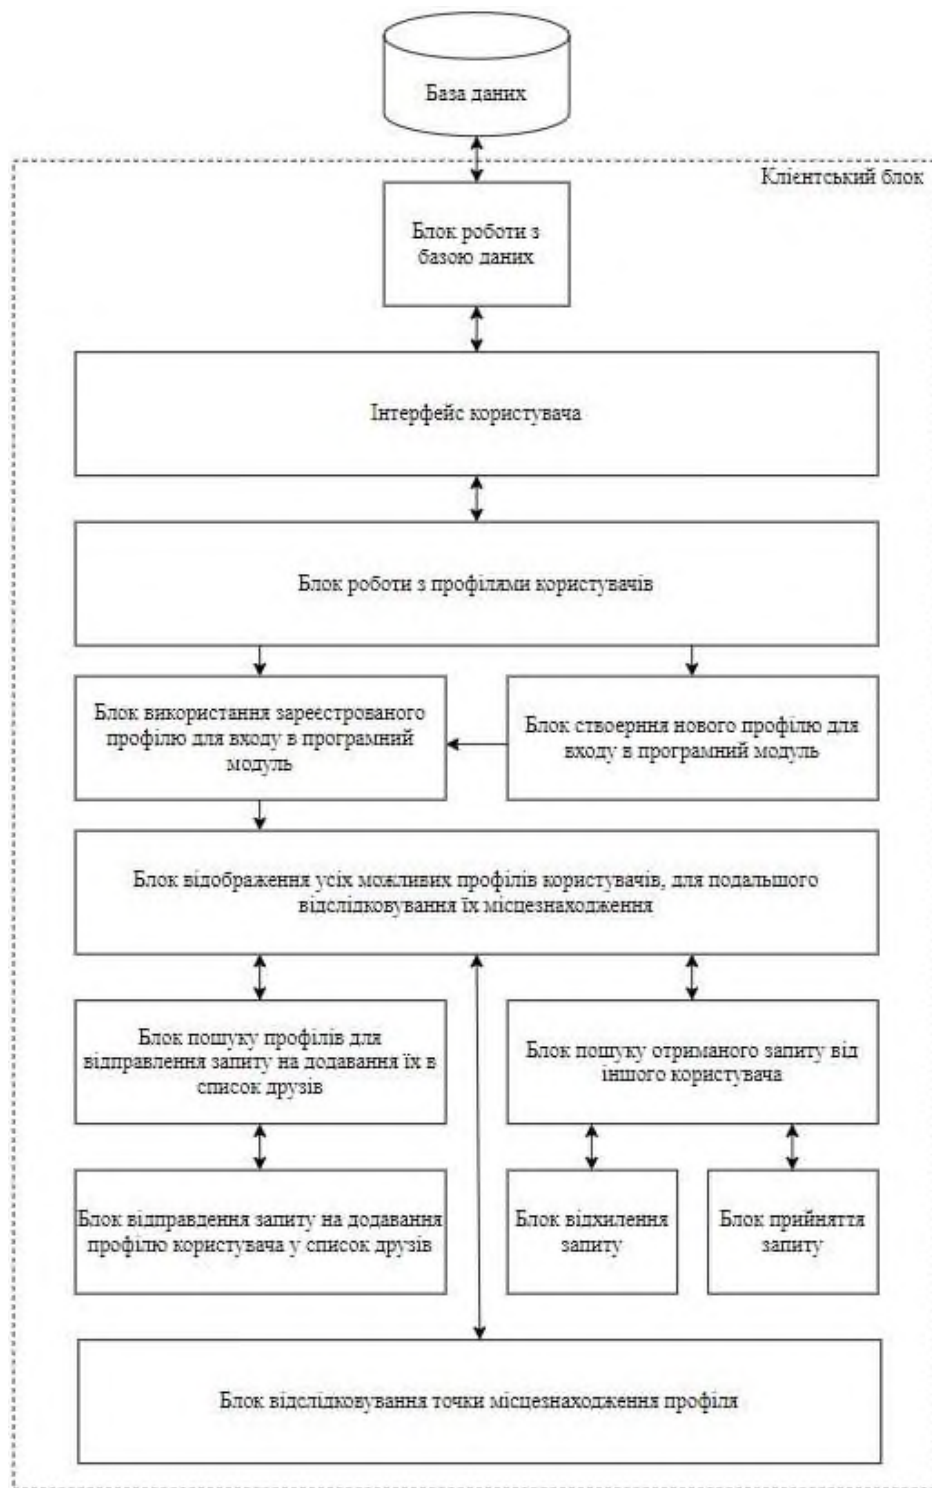 База даних
Клієнтський блок
Блок роботи з
базою даних
Інтерфейс користувача
Блок роботи з профілями користувачів
Блок використання зареєстрованого
профілю для входу в програмний
модуль
Блок ствоерння нового профілю для
входу в програмний модуль
Блок відображення усіх можливих профілів користувачів, для подальшого
відслідковування їх місцезнаходження
Блок пошуку профілів для
відправлення запиту на додавання їх в
список друзів
Блок пошуку отриманого запиту від
іншого користувача
Блок відправдення запиту на додавання
профілю користувача у список друзів
Блок відхилення
запиту
Блок прийняття
запиту
Блок відслідковування точки місцезнаходження профіля